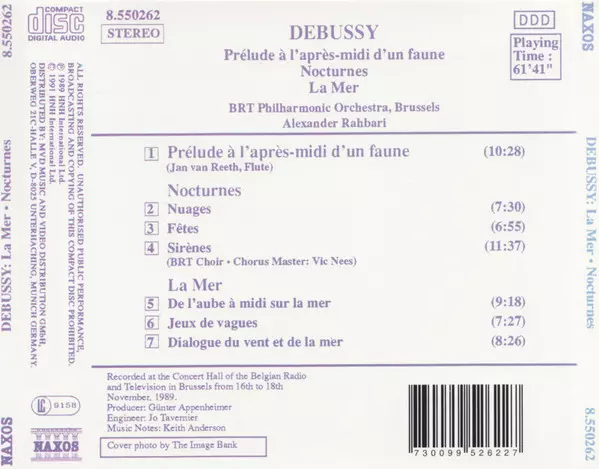 8.550262
NAXOS
DEBUSSY: La Mer • Nocturnes
NAXOS
COMPACT
disc
DIGITAL AUDIO
8.550262
STEREO
DEBUSSY
Prélude à l'après-midi d'un faune
Nocturnes
La Mer
BRT Philharmonic Orchestra, Brussels
Alexander Rahbari
DDD
Playing
Time :
61'41"
ALL RIGHTS RESERVED. UNAUTHORISED PUBLIC PERFORMANCE,
BROADCASTING AND COPYING OF THIS COMPACT DISC PROHIBITED.
℗ 1989 HNH International Ltd.
© 1991 HNH International Ltd.
DISTRIBUTED BY: MVD MUSIC AND VIDEO DISTRIBUTION GMBH,
OBERWEG 21C-HALLE V, D-8025 UNTERHACHING, MUNICH GERMANY.
1 Prélude à l'après-midi d'un faune (10:28)
(Jan van Reeth, Flute)
Nocturnes
2 Nuages (7:30)
3 Fêtes (6:55)
4 Sirènes (11:37)
(BRT Choir • Chorus Master: Vic Nees)
La Mer
5 De l'aube à midi sur la mer (9:18)
6 Jeux de vagues (7:27)
7 Dialogue du vent et de la mer (8:26)
LC 9158
NAXOS
Recorded at the Concert Hall of the Belgian Radio
and Television in Brussels from 16th to 18th
November, 1989.
Producer: Günter Appenheimer
Engineer: Jo Tavernier
Music Notes: Keith Anderson
Cover photo by The Image Bank
7 30099 52622 7
DEBUSSY: La Mer • Nocturnes
8.550262